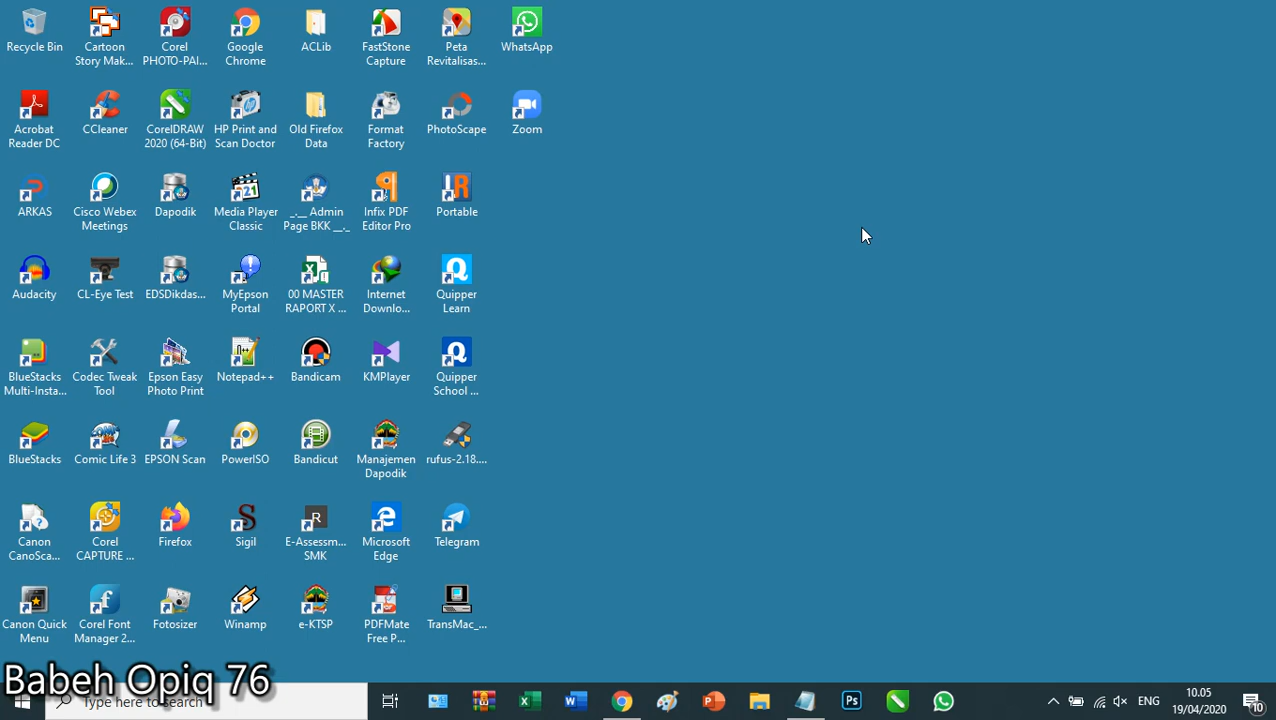 Recycle Bin
Cartoon
Story Mak...
Corel
PHOTO-PAI...
Google
Chrome
ACLib
FastStone
Capture
Peta
Revitalisas...
WhatsApp
Acrobat
Reader DC
CCleaner
CorelDRAW
2020 (64-Bit)
HP Print and
Scan Doctor
Old Firefox
Data
Format
Factory
PhotoScape
Zoom
ARKAS
Cisco Webex
Meetings
Dapodik
Media Player
Classic
_.__ Admin
Page BKK __._
Infix PDF
Editor Pro
Portable
Audacity
CL-Eye Test
EDSDikdas...
MyEpson
Portal
00 MASTER
RAPORT X ...
Internet
Downlo...
Quipper
Learn
BlueStacks
Multi-Insta...
Codec Tweak
Tool
Epson Easy
Photo Print
Notepad++
Bandicam
KMPlayer
Quipper
School ...
BlueStacks
Comic Life 3
EPSON Scan
PowerISO
Bandicut
Manajemen
Dapodik
rufus-2.18....
Canon
CanoSca...
Corel
CAPTURE ...
Firefox
Sigil
E-Assessm...
SMK
Microsoft
Edge
Telegram
Canon Quick
Menu
Corel Font
Manager 2...
Fotosizer
Winamp
e-KTSP
PDFMate
Free P...
TransMac_...
Babeh Opiq 76
Type here to search
ENG
10.05
19/04/2020
10